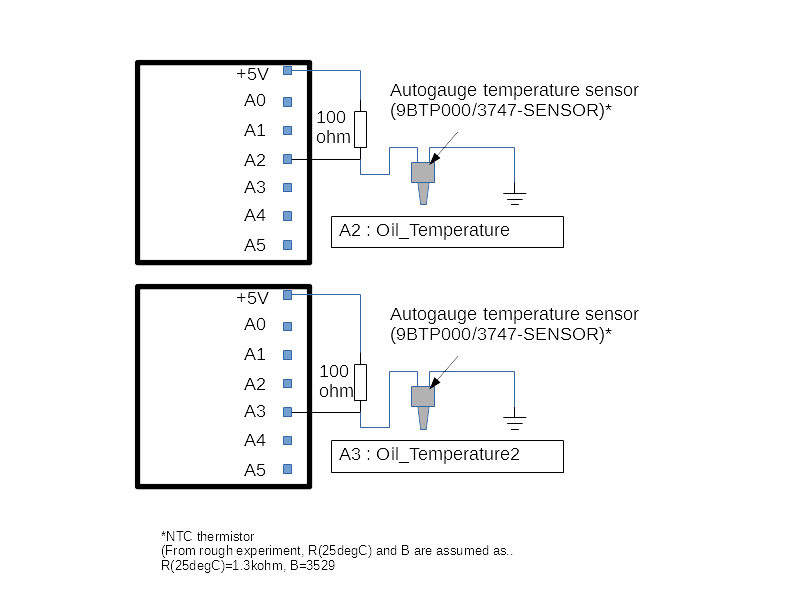 +5V
A0
A1
A2
A3
A4
A5
100
ohm
Autogauge temperature sensor
(9BTP000/3747-SENSOR)*
A2 : Oil_Temperature
+5V
A0
A1
A2
A3
A4
A5
100
ohm
Autogauge temperature sensor
(9BTP000/3747-SENSOR)*
A3 : Oil_Temperature2
*NTC thermistor
(From rough experiment, R(25degC) and B are assumed as..
R(25degC)=1.3kohm, B=3529